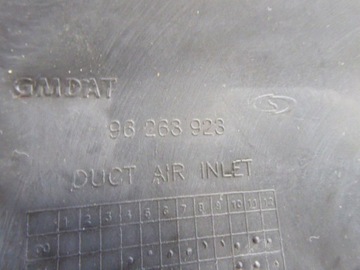 GMDAT
96 263 923
DUCT AIR INLET
1 2 3 4 5 6 7 8 9 10 11 12